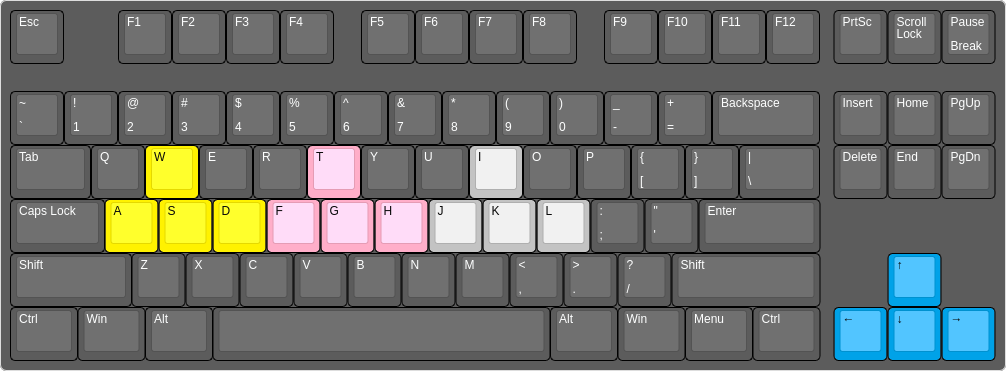 Esc F1 F2 F3 F4 F5 F6 F7 F8 F9 F10 F11 F12 PrtSc Scroll Lock Pause Break
~ ` ! 1 @ 2 # 3 $ 4 % 5 ^ 6 & 7 * 8 ( 9 ) 0 _ - + = Backspace Insert Home PgUp
Tab Q W E R T Y U I O P { [ } ] | \ Delete End PgDn
Caps Lock A S D F G H J K L : ; " ' Enter
Shift Z X C V B N M < , > . ? / Shift ↑
Ctrl Win Alt Alt Win Menu Ctrl ← ↓ →